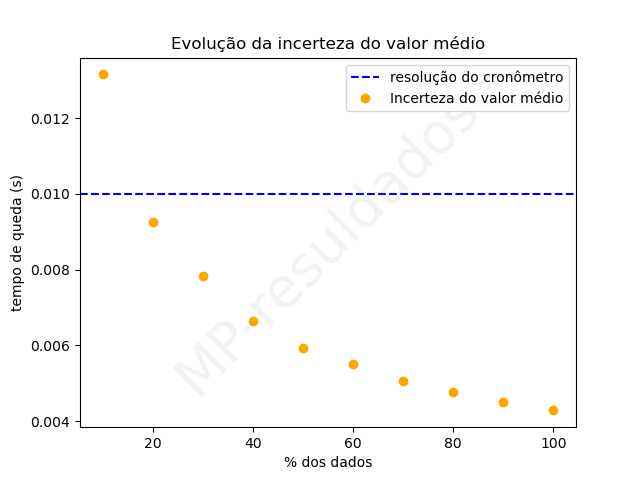 Evolução da incerteza do valor médio
resolução do cronômetro
Incerteza do valor médio
MP-resuldados
tempo de queda (s)
0.012
0.010
0.008
0.006
0.004
20 40 60 80 100
% dos dados